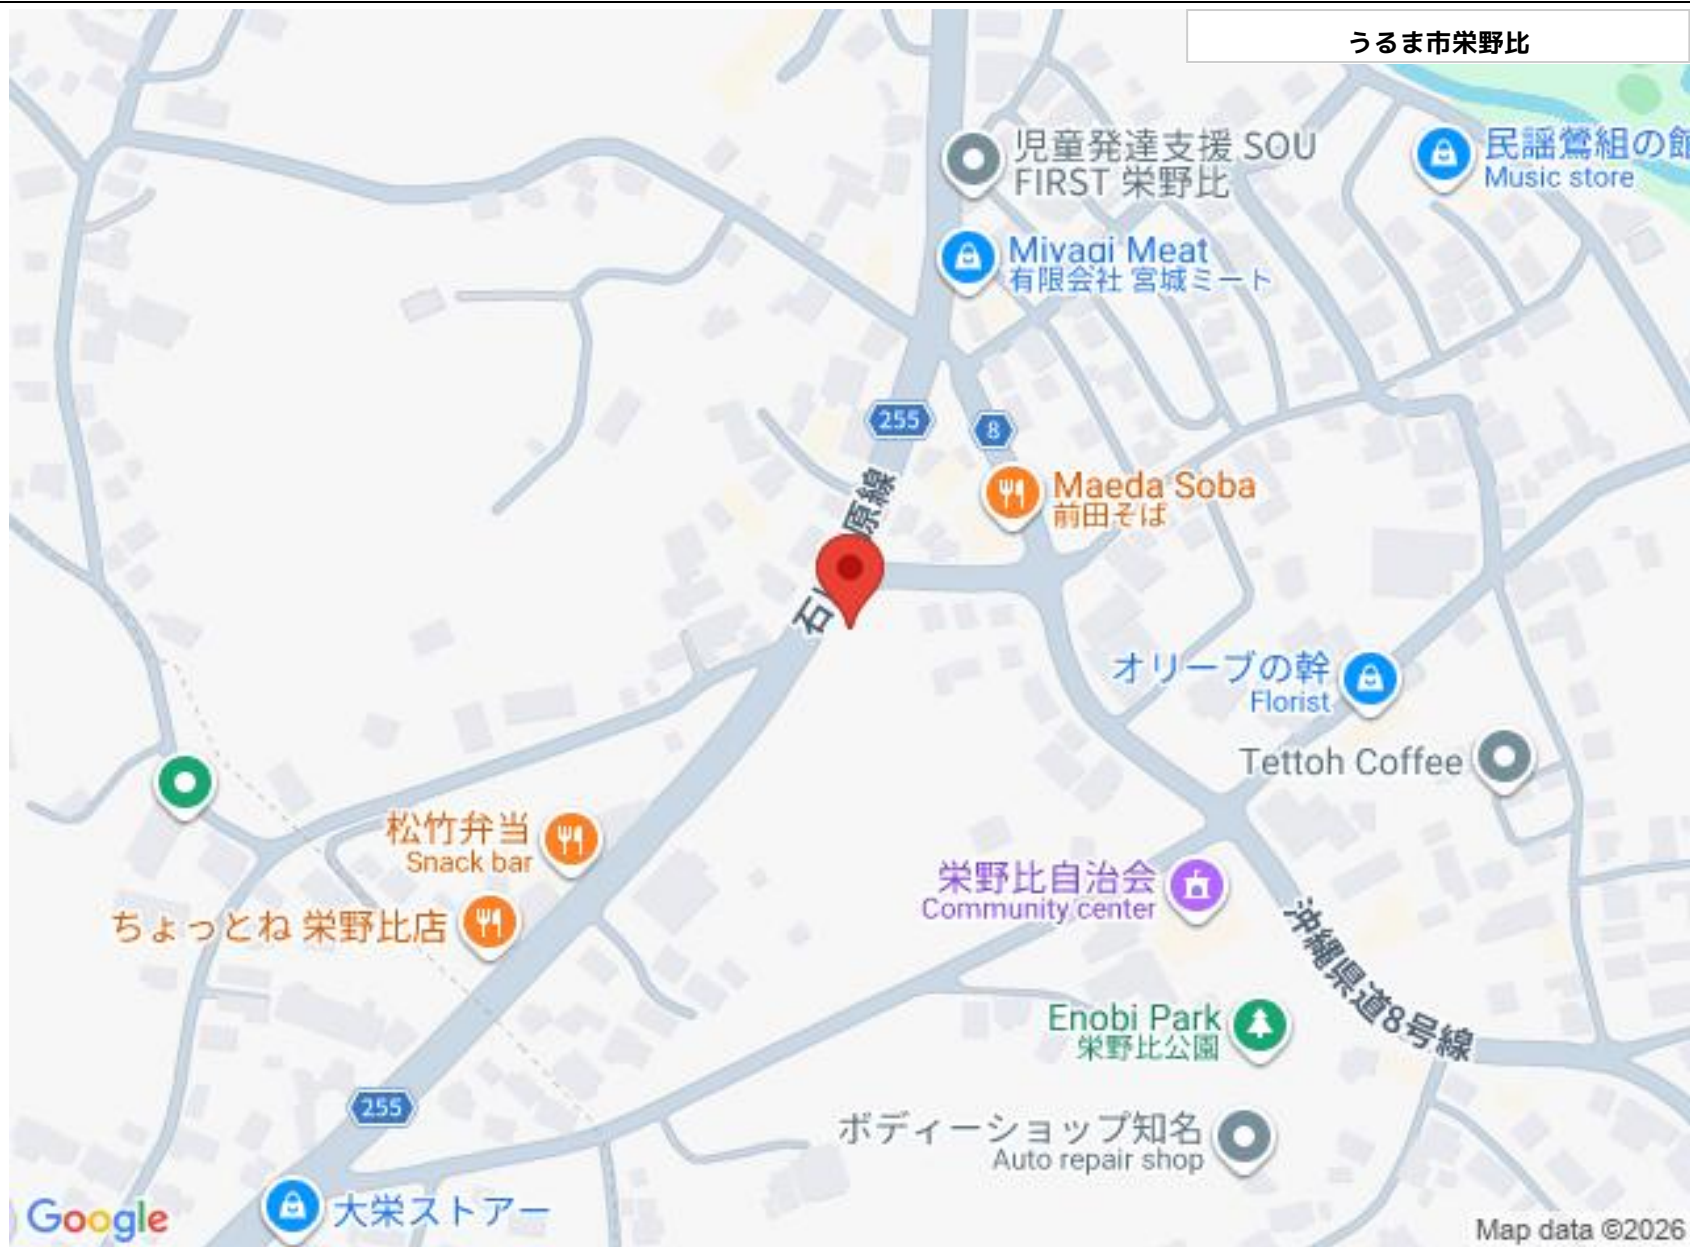 うるま市栄野比
児童発達支援 SOU
FIRST 栄野比
民謡鶯組の館
Music store
Miyagi Meat
有限会社 宮城ミート
255
8
原線
石
Maeda Soba
前田そば
オリーブの幹
Florist
Tettoh Coffee
松竹弁当
Snack bar
ちょっとね 栄野比店
栄野比自治会
Community center
沖縄県道8号線
Enobi Park
栄野比公園
255
ボディーショップ知名
Auto repair shop
大栄ストアー
Google
Map data ©2026